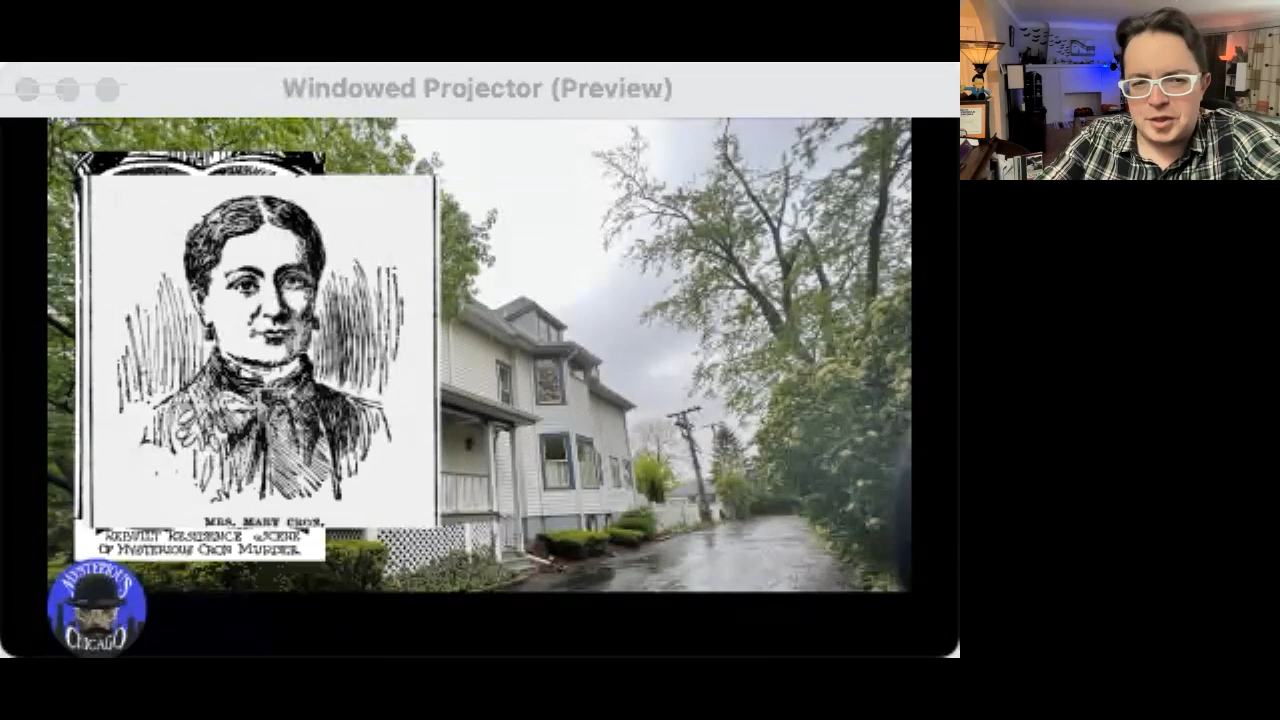 Windowed Projector (Preview)
MRS. MARY CRON.
REBUILT RESIDENCE SCENE
OF MYSTERIOUS CRON MURDER.
MYSTERIOUS
CHICAGO